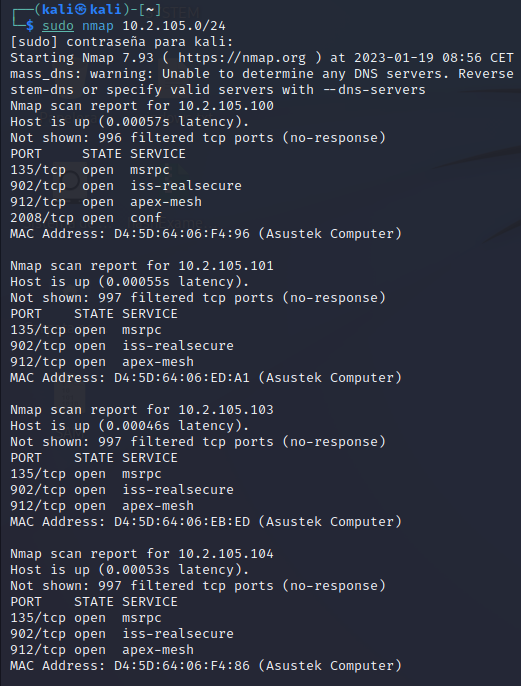 ┌──(kali㉿kali)-[~]
└─$ sudo nmap 10.2.105.0/24
[sudo] contraseña para kali:
Starting Nmap 7.93 ( https://nmap.org ) at 2023-01-19 08:56 CET
mass_dns: warning: Unable to determine any DNS servers. Reverse
stem-dns or specify valid servers with --dns-servers
Nmap scan report for 10.2.105.100
Host is up (0.00057s latency).
Not shown: 996 filtered tcp ports (no-response)
PORT     STATE SERVICE
135/tcp  open  msrpc
902/tcp  open  iss-realsecure
912/tcp  open  apex-mesh
2008/tcp open  conf
MAC Address: D4:5D:64:06:F4:96 (Asustek Computer)

Nmap scan report for 10.2.105.101
Host is up (0.00055s latency).
Not shown: 997 filtered tcp ports (no-response)
PORT    STATE SERVICE
135/tcp open  msrpc
902/tcp open  iss-realsecure
912/tcp open  apex-mesh
MAC Address: D4:5D:64:06:ED:A1 (Asustek Computer)

Nmap scan report for 10.2.105.103
Host is up (0.00046s latency).
Not shown: 997 filtered tcp ports (no-response)
PORT    STATE SERVICE
135/tcp open  msrpc
902/tcp open  iss-realsecure
912/tcp open  apex-mesh
MAC Address: D4:5D:64:06:EB:ED (Asustek Computer)

Nmap scan report for 10.2.105.104
Host is up (0.00053s latency).
Not shown: 997 filtered tcp ports (no-response)
PORT    STATE SERVICE
135/tcp open  msrpc
902/tcp open  iss-realsecure
912/tcp open  apex-mesh
MAC Address: D4:5D:64:06:F4:86 (Asustek Computer)